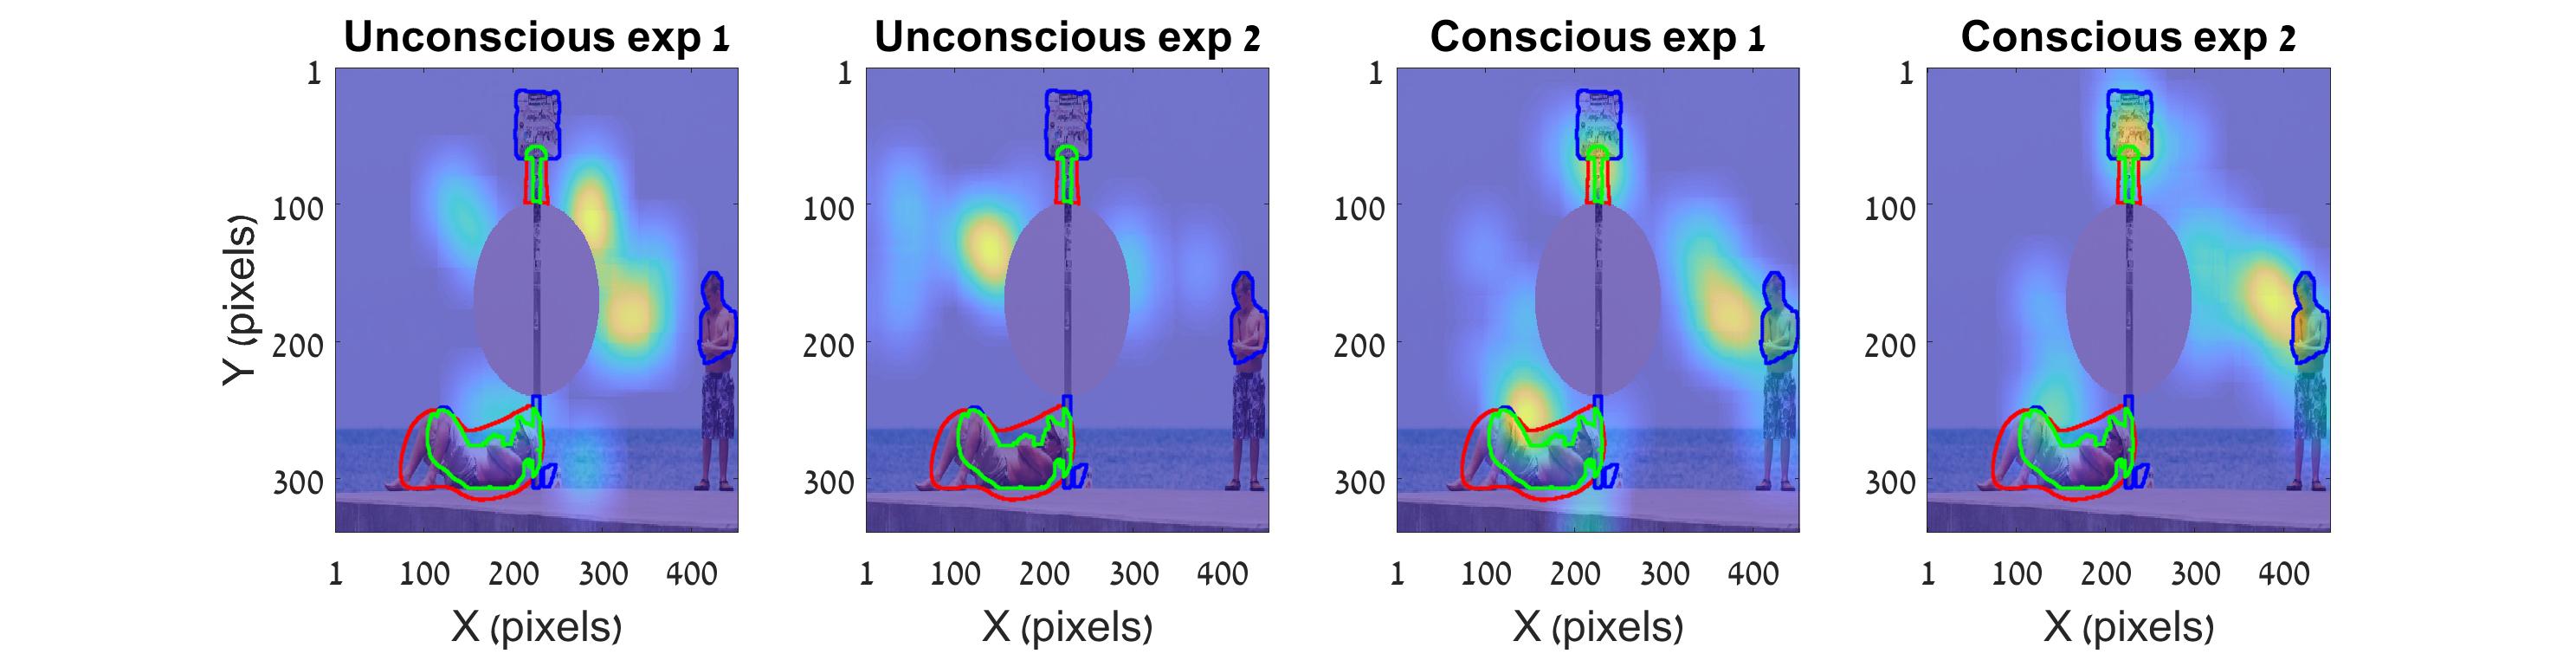 Unconscious exp 1 Unconscious exp 2 Conscious exp 1 Conscious exp 2
Y (pixels)
1 1 1 1
100 100 100 100
200 200 200 200
300 300 300 300
1 100 200 300 400 1 100 200 300 400 1 100 200 300 400 1 100 200 300 400
X (pixels) X (pixels) X (pixels) X (pixels)